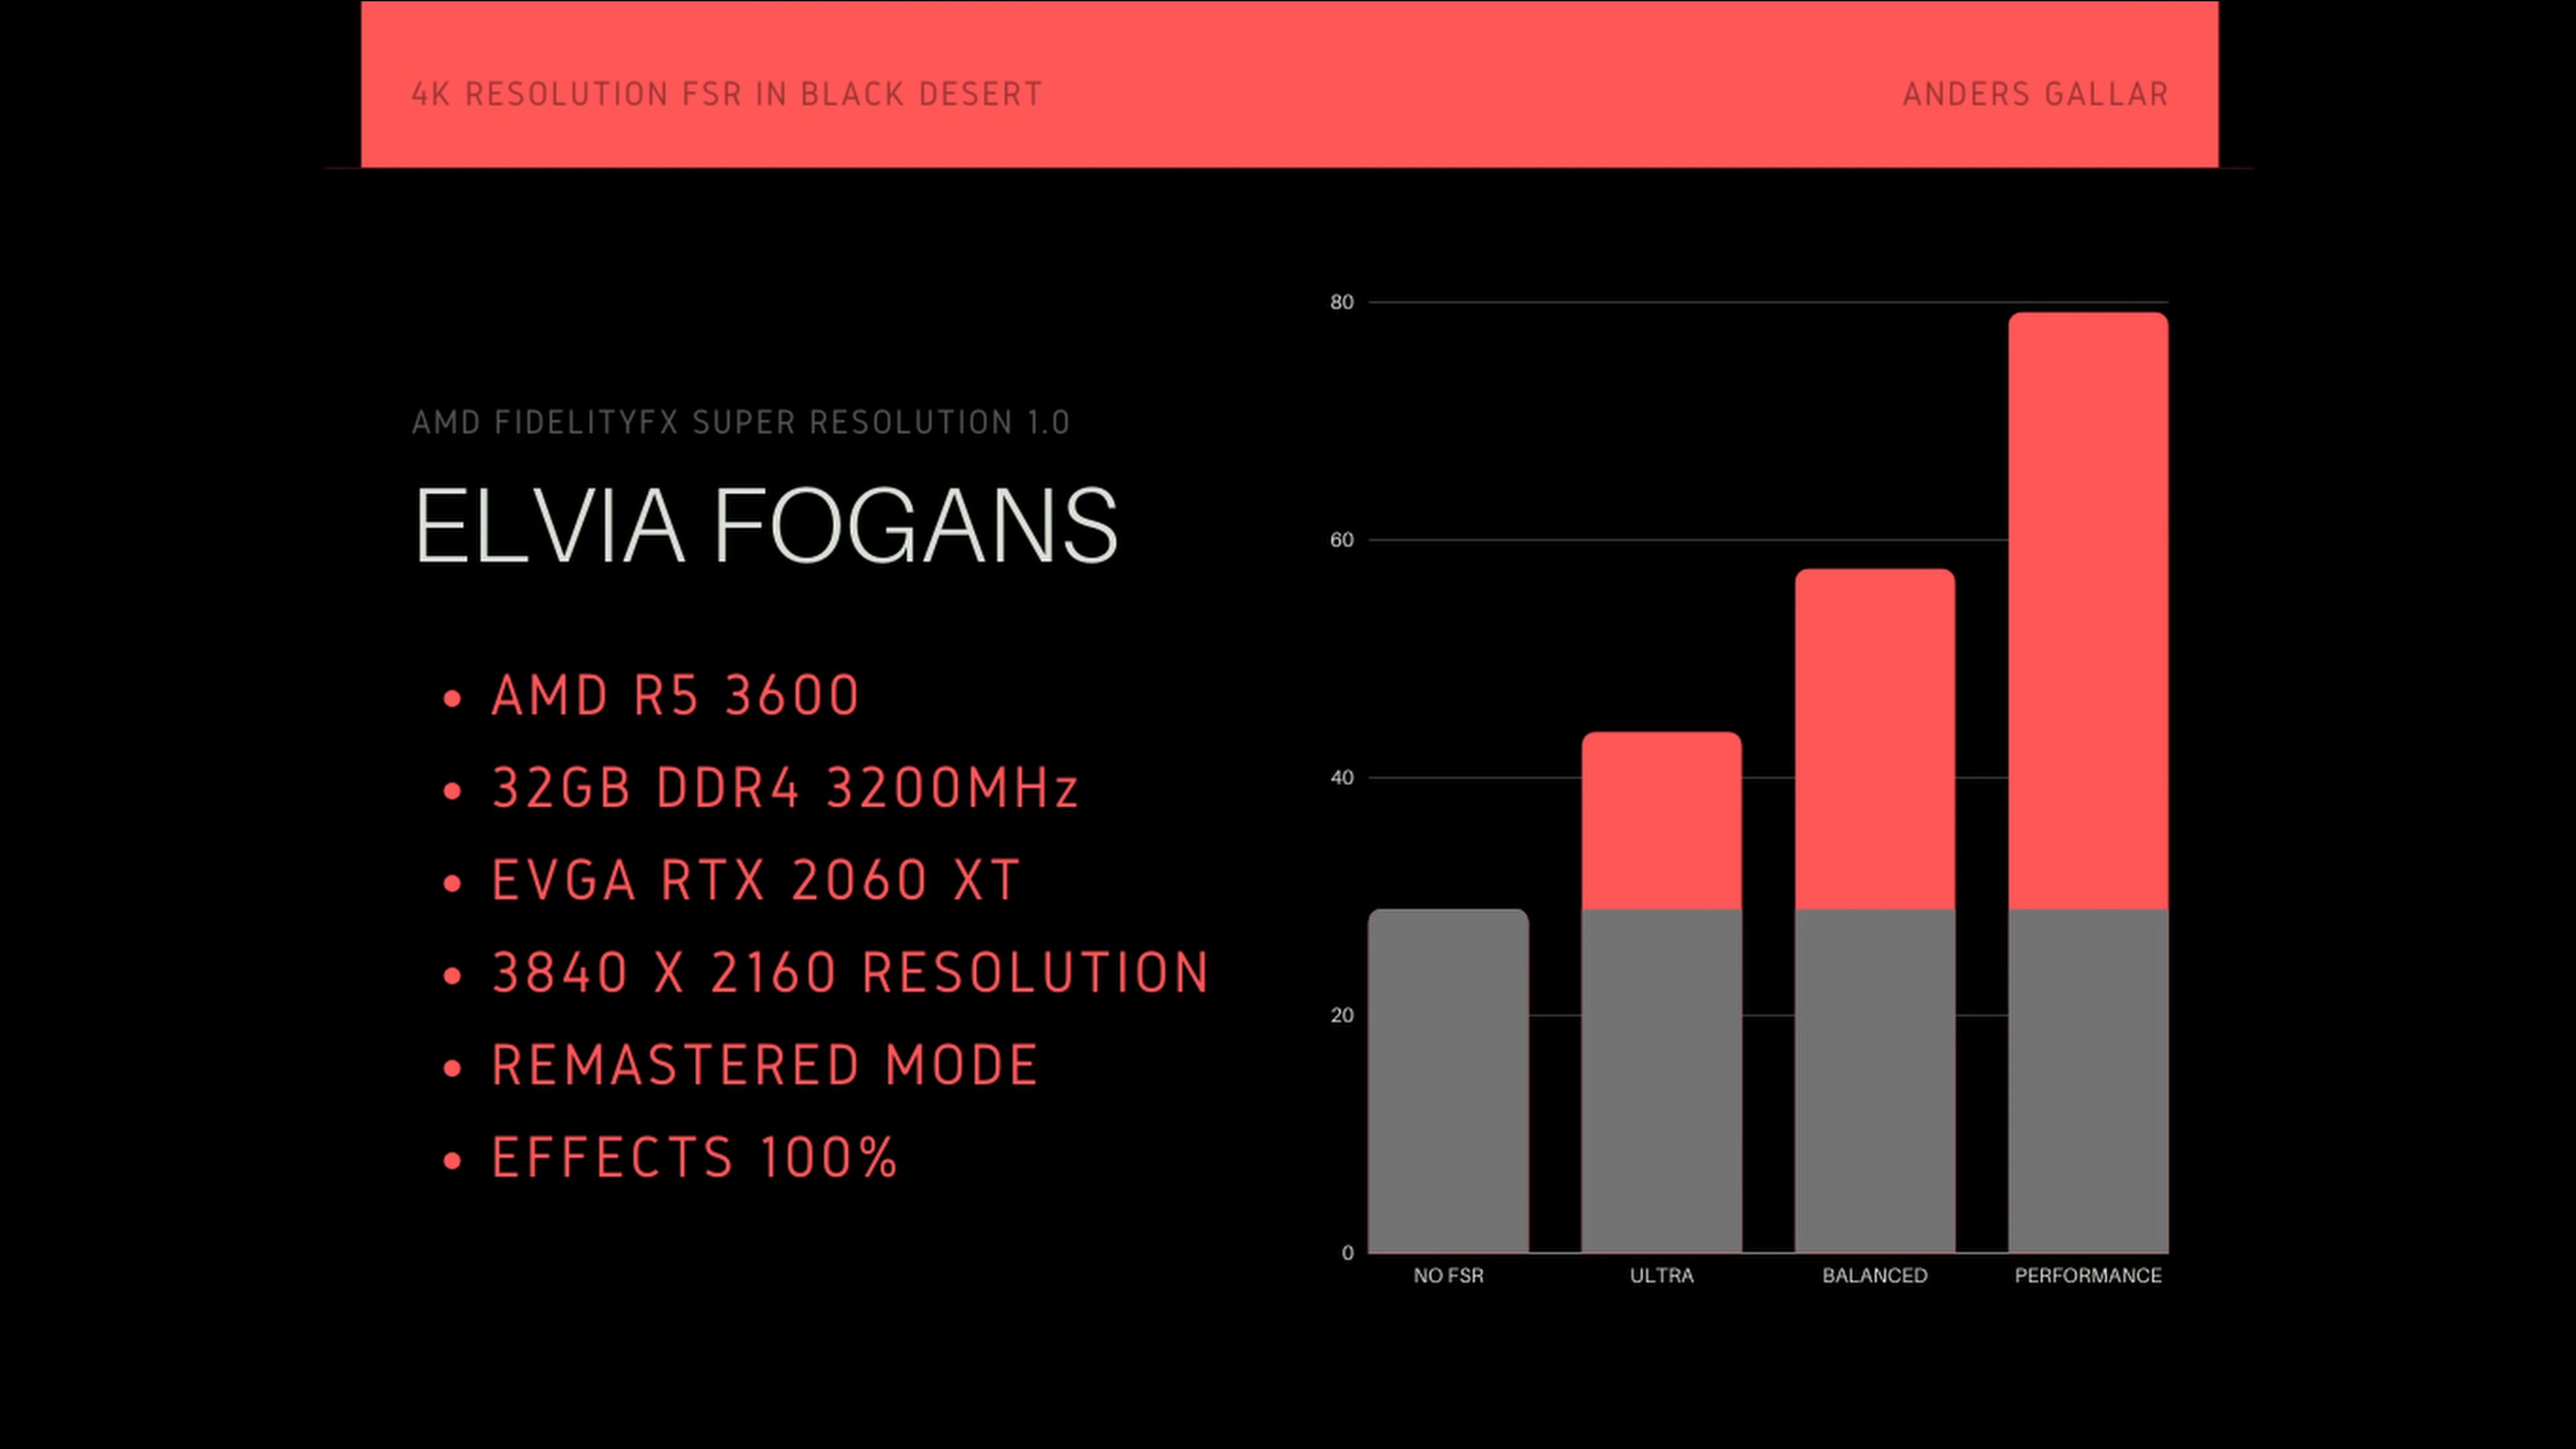 4K RESOLUTION FSR IN BLACK DESERT
ANDERS GALLAR
AMD FIDELITYFX SUPER RESOLUTION 1.0
ELVIA FOGANS
• AMD R5 3600
• 32GB DDR4 3200MHz
• EVGA RTX 2060 XT
• 3840 X 2160 RESOLUTION
• REMASTERED MODE
• EFFECTS 100%
80
60
40
20
0
NO FSR
ULTRA
BALANCED
PERFORMANCE